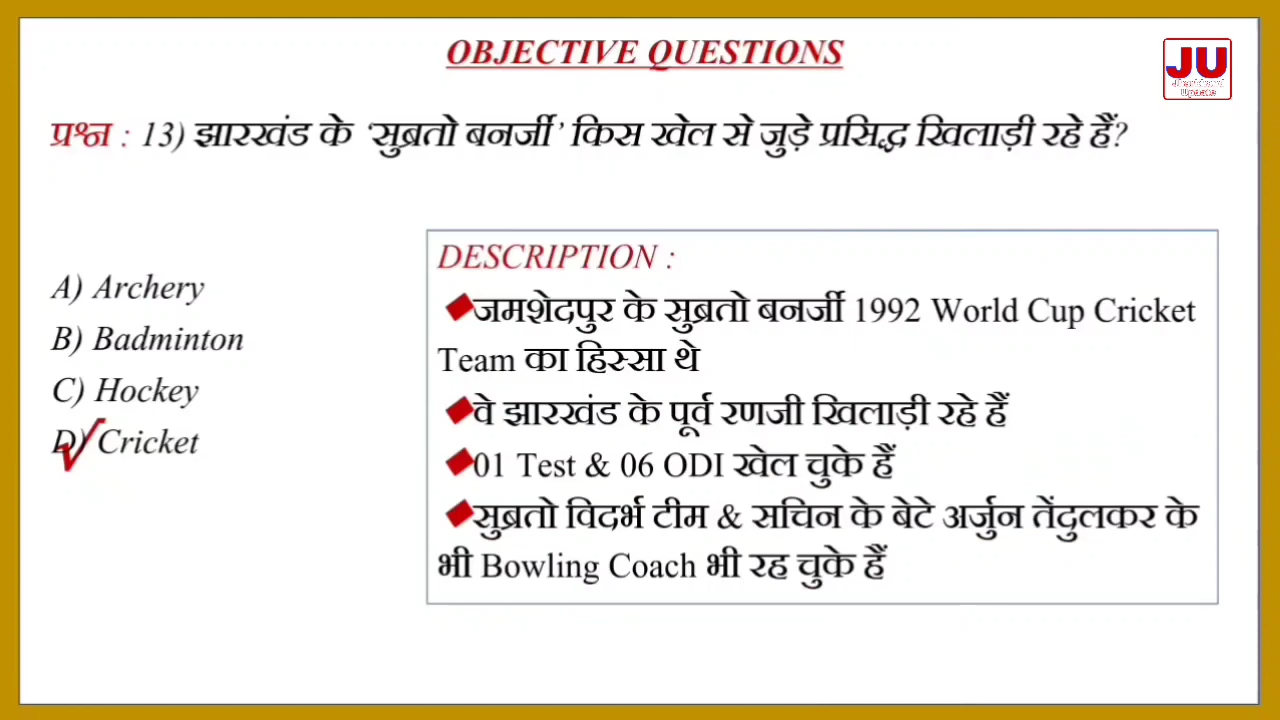 OBJECTIVE QUESTIONS
JU
Jharkhand
Update
प्रश्न : 13) झारखंड के ‘सुब्रतो बनर्जी’ किस खेल से जुड़े प्रसिद्ध खिलाड़ी रहे हैं?
A) Archery
B) Badminton
C) Hockey
D) Cricket
DESCRIPTION :
जमशेदपुर के सुब्रतो बनर्जी 1992 World Cup Cricket
Team का हिस्सा थे
वे झारखंड के पूर्व रणजी खिलाड़ी रहे हैं
01 Test & 06 ODI खेल चुके हैं
सुब्रतो विदर्भ टीम & सचिन के बेटे अर्जुन तेंदुलकर के
भी Bowling Coach भी रह चुके हैं